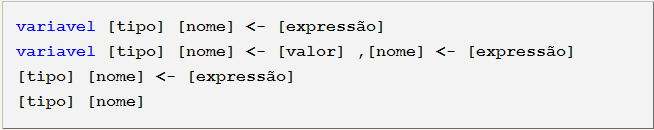 variavel [tipo] [nome] <- [expressão]
variavel [tipo] [nome] <- [valor] ,[nome] <- [expressão]
[tipo] [nome] <- [expressão]
[tipo] [nome]